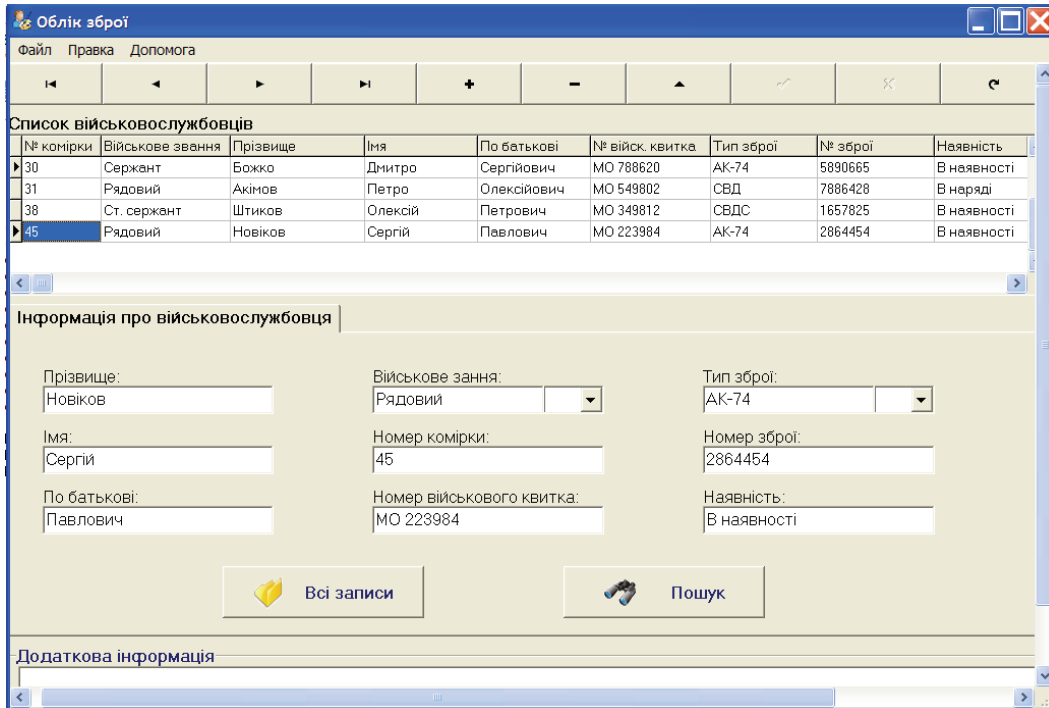 Облік зброї
Файл Правка Допомога
Список військовослужбовців
№ комірки Військове звання Прізвище Імя По батькові № війск. квитка Тип зброї № зброї Наявність
30 Сержант Божко Дмитро Сергійович МО 788620 АК-74 5890665 В наявності
31 Рядовий Акімов Петро Олексійович МО 549802 СВД 7886428 В наряді
38 Ст. сержант Штиков Олексій Петрович МО 349812 СВДС 1657825 В наявності
45 Рядовий Новіков Сергій Павлович МО 223984 АК-74 2864454 В наявності
Інформація про військовослужбовця
Прізвище: Військове зання: Тип зброї:
Новіков Рядовий АК-74
Імя: Номер комірки: Номер зброї:
Сергій 45 2864454
По батькові: Номер військового квитка: Наявність:
Павлович МО 223984 В наявності
Всі записи Пошук
Додаткова інформація